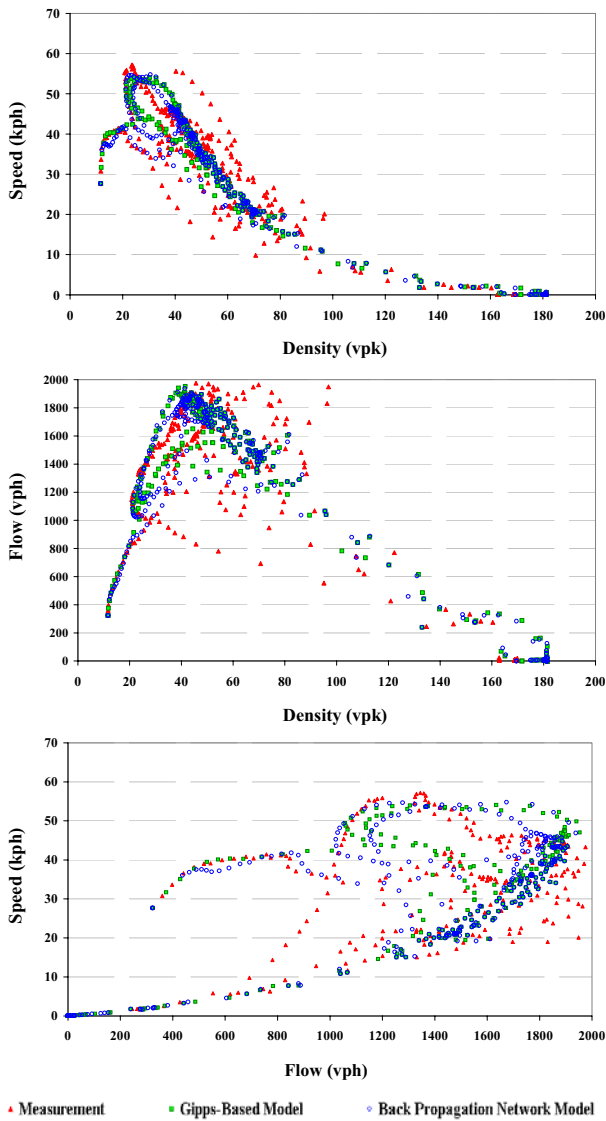 70
60
50
40
30
20
10
0
Speed (kph)
0 20 40 60 80 100 120 140 160 180 200
Density (vpk)
2000
1800
1600
1400
1200
1000
800
600
400
200
0
Flow (vph)
0 20 40 60 80 100 120 140 160 180 200
Density (vpk)
70
60
50
40
30
20
10
0
Speed (kph)
0 200 400 600 800 1000 1200 1400 1600 1800 2000
Flow (vph)
Measurement Gipps-Based Model Back Propagation Network Model